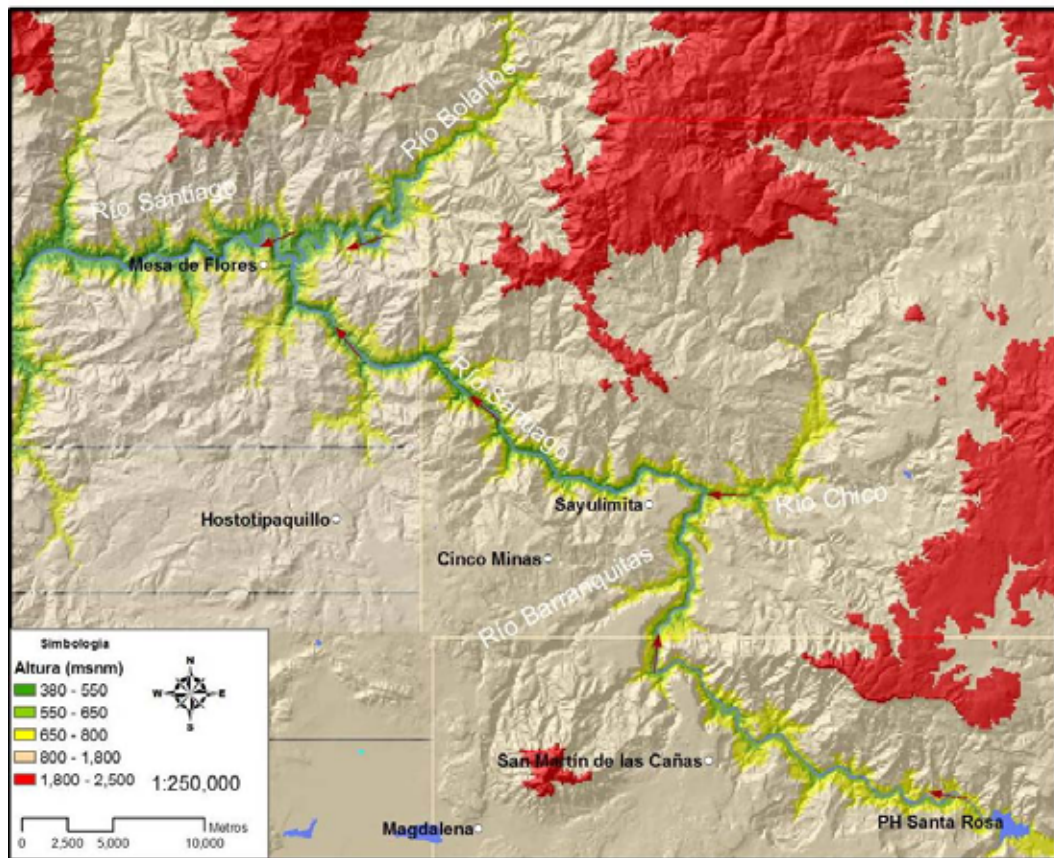 Río Bolaños
Río Santiago
Mesa de Flores
Río Santiago
Sayulimita
Río Chico
Hostotipaquillo
Cinco Minas
Río Barranquitas
San Martín de las Cañas
Magdalena
PH Santa Rosa
Simbología
Altura (msnm)
380 - 550
550 - 650
650 - 800
800 - 1,800
1,800 - 2,500
N
W E
S
1:250,000
Metros
0 2,500 5,000 10,000